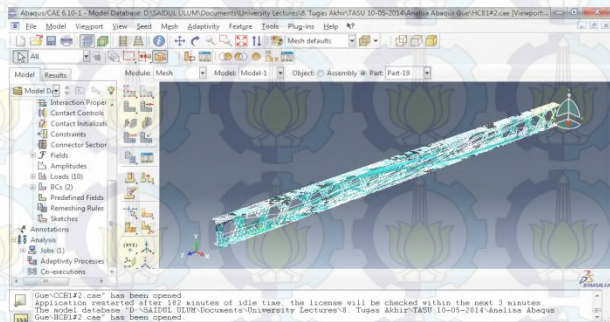 Abaqus/CAE 6.10-1 - Model Database: D:\SAIDUL ULUM\Documents\University Lectures\8. Tugas Akhir\TASU 10-05-2014\Analisa Abaqus Gue\HCB1#2.cae [Viewport:
File Model Viewport View Seed Mesh Adaptivity Feature Tools Plug-ins Help
Mesh defaults
All
Model Results
Module: Mesh Model: Model-1 Object: Assembly Part: Part-19
Model Da
Interaction Proper
Contact Controls
Contact Initializati
Constraints
Connector Section
Fields
Amplitudes
Loads (10)
BCs (2)
Predefined Fields
Remeshing Rules
Sketches
Annotations
Analysis
Jobs (1)
Adaptivity Processes
Co-executions
(XYZ)
Y
Z
X
SIMULIA
Gue\CCB1#2.cae" has been opened.
Application restarted after 182 minutes of idle time; the license will be checked within the next 3 minutes.
The model database "D:\SAIDUL ULUM\Documents\University Lectures\8. Tugas Akhir\TASU 10-05-2014\Analisa Abaqus
Gue\HCB1#2.cae" has been opened.